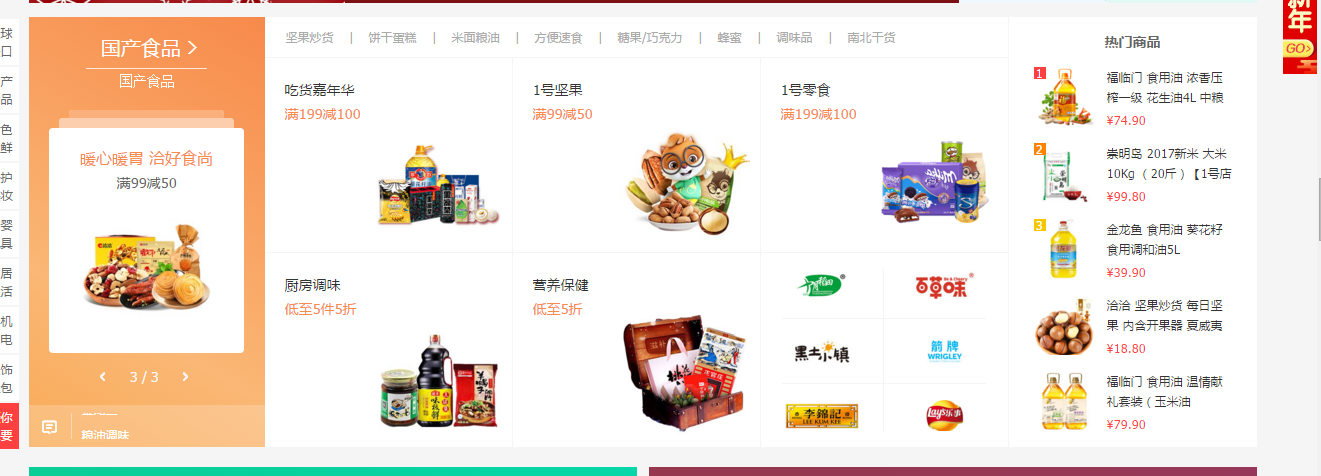 球
口
产
品
色
鲜
护
妆
婴
具
居
活
机
电
饰
包
你
要
国产食品 >
国产食品
暖心暖胃 洽好食尚
满99减50
‹ 3 / 3 ›
粮油调味
坚果炒货 | 饼干蛋糕 | 米面粮油 | 方便速食 | 糖果/巧克力 | 蜂蜜 | 调味品 | 南北干货
吃货嘉年华
满199减100
1号坚果
满99减50
1号零食
满199减100
厨房调味
低至5件5折
营养保健
低至5折
百草味
Be & Cheery
黑土小镇
箭牌
WRIGLEY
李錦記
LEE KUM KEE
Lay's乐事
热门商品
1
福临门 食用油 浓香压
榨一级 花生油4L 中粮
¥74.90
2
崇明岛 2017新米 大米
10Kg（ 20斤 ）【1号店
¥99.80
3
金龙鱼 食用油 葵花籽
食用调和油5L
¥39.90
洽洽 坚果炒货 每日坚
果 内含开果器 夏威夷
¥18.80
福临门 食用油 温情献
礼套装（ 玉米油
¥79.90
新
年
GO>